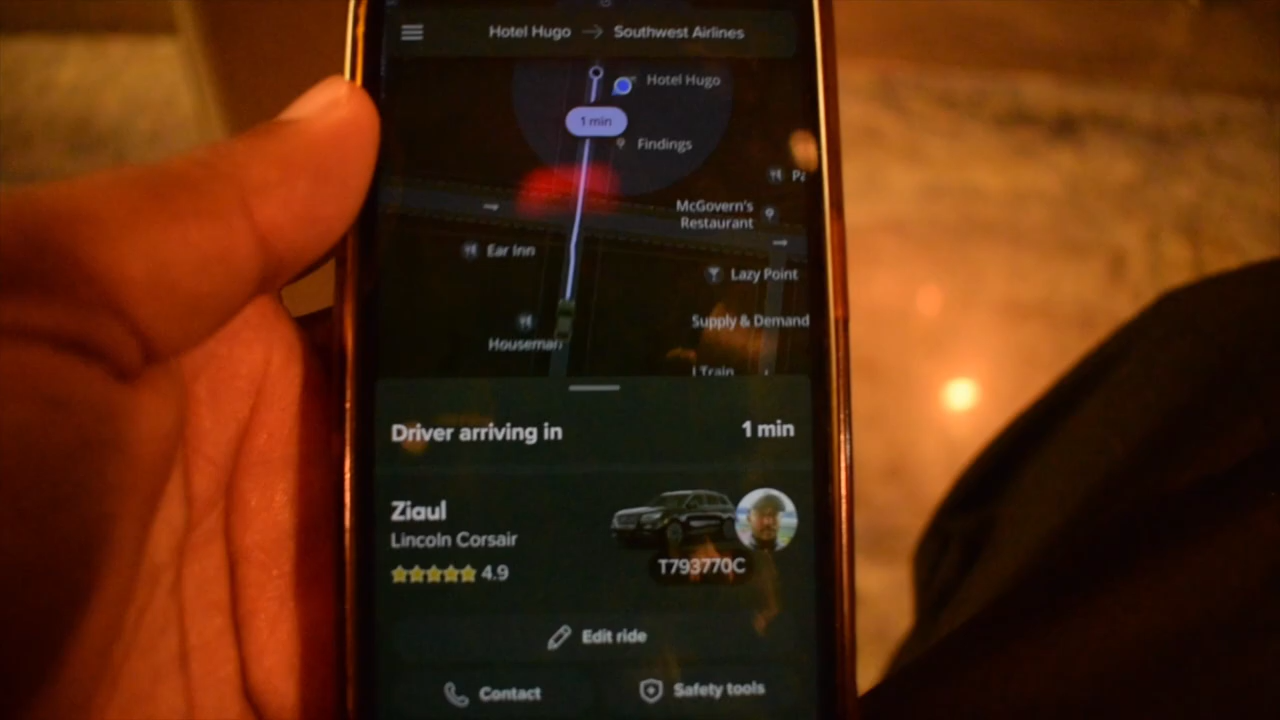 Hotel Hugo → Southwest Airlines
Hotel Hugo
1 min
Findings
McGovern's
Restaurant
Ear Inn
Lazy Point
Supply & Demand
Houseman
Train
Driver arriving in 1 min
Ziaul
Lincoln Corsair
4.9
T793770C
Edit ride
Contact
Safety tools